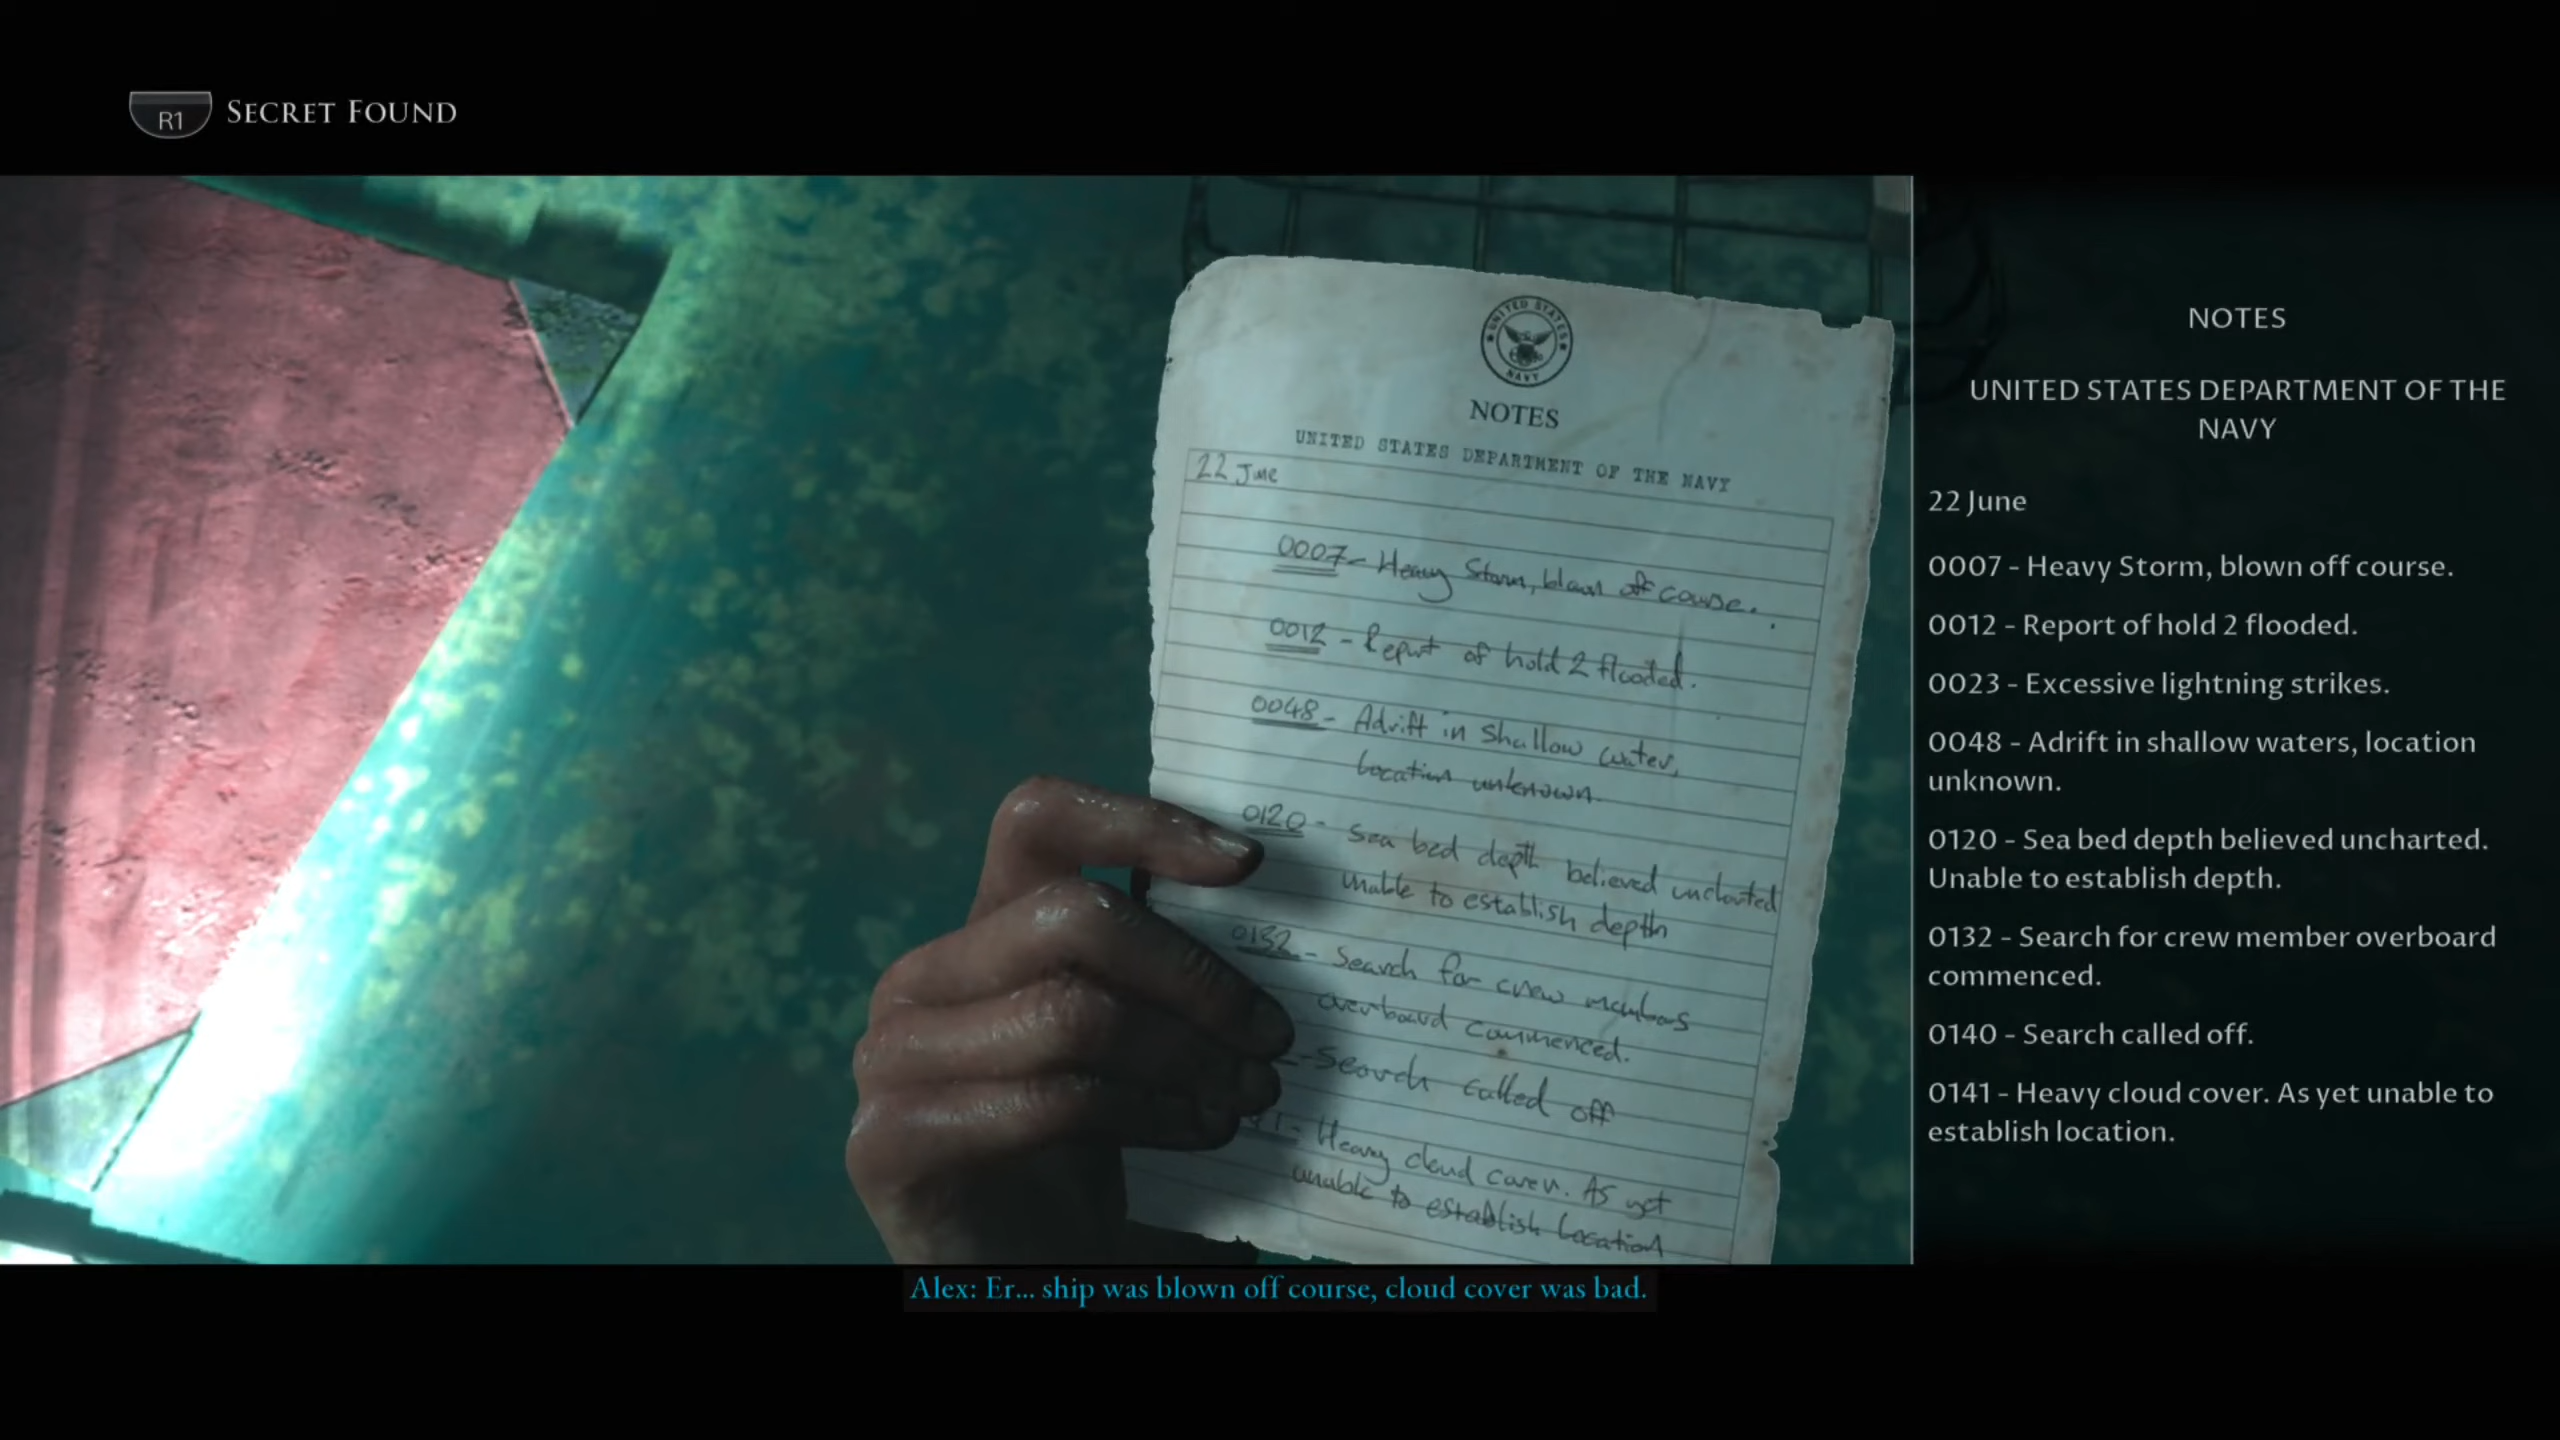 R1 SECRET FOUND
UNITED STATES
NAVY
NOTES
UNITED STATES DEPARTMENT OF THE NAVY
22 June
0007 - Heavy Storm, blown off course.
0012 - Report of hold 2 flooded.
0048 - Adrift in shallow water,
location unknown.
0120 - Sea bed depth believed uncharted
unable to establish depth
0132 - Search for crew members
overboard commenced.
- Search called off
1 - Heavy cloud cover. As yet
unable to establish location
NOTES
UNITED STATES DEPARTMENT OF THE
NAVY
22 June
0007 - Heavy Storm, blown off course.
0012 - Report of hold 2 flooded.
0023 - Excessive lightning strikes.
0048 - Adrift in shallow waters, location
unknown.
0120 - Sea bed depth believed uncharted.
Unable to establish depth.
0132 - Search for crew member overboard
commenced.
0140 - Search called off.
0141 - Heavy cloud cover. As yet unable to
establish location.
Alex: Er... ship was blown off course, cloud cover was bad.